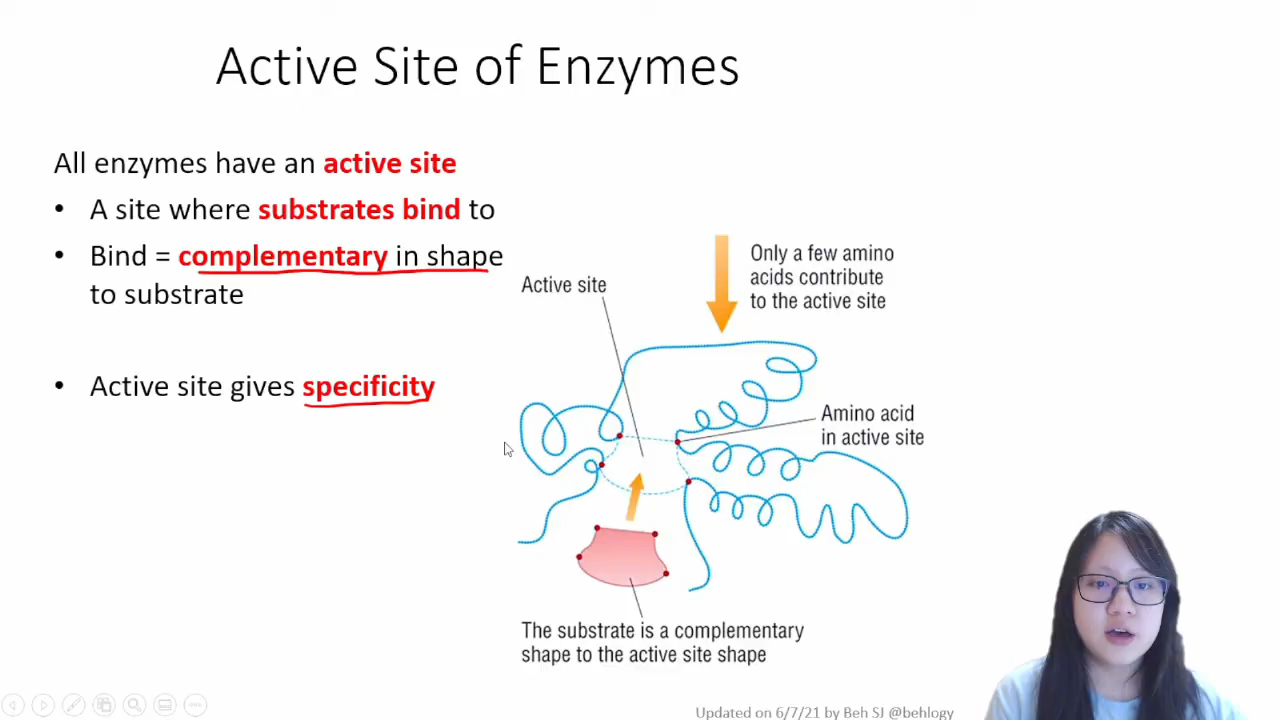 Active Site of Enzymes
All enzymes have an active site
• A site where substrates bind to
• Bind = complementary in shape
to substrate
• Active site gives specificity
Only a few amino
acids contribute
to the active site
Active site
Amino acid
in active site
The substrate is a complementary
shape to the active site shape
Updated on 6/7/21 by Beh SJ @behlogy